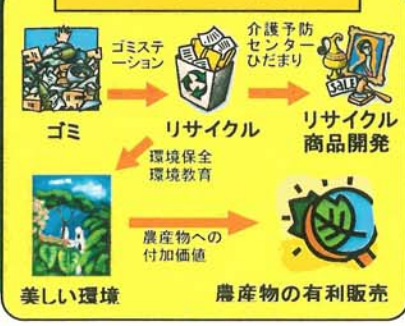 ゴミステ
ーション
介護予防
センター
ひだまり
SALE
ゴミ
リサイクル
リサイクル
商品開発
環境保全
環境教育
農産物への
付加価値
美しい環境
農産物の有利販売